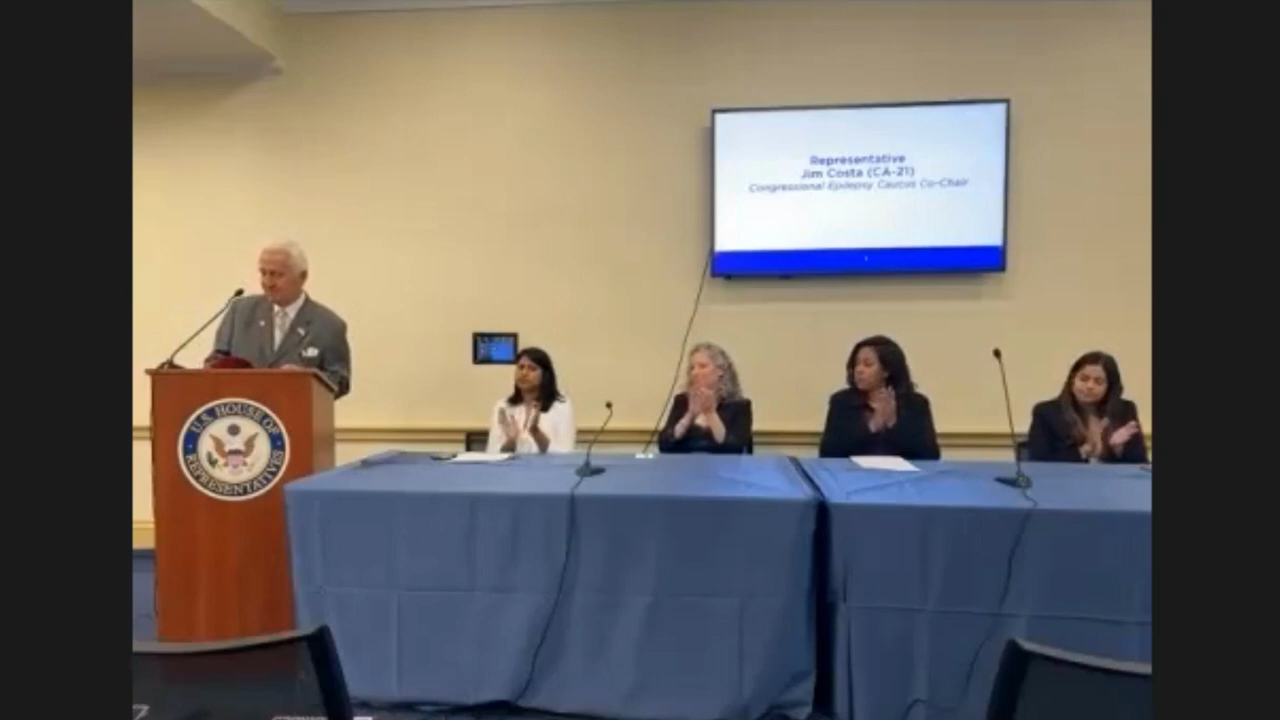 Representative
Jim Costa (CA-21)
Congressional Epilepsy Caucus Co-Chair
U.S. HOUSE OF
REPRESENTATIVES